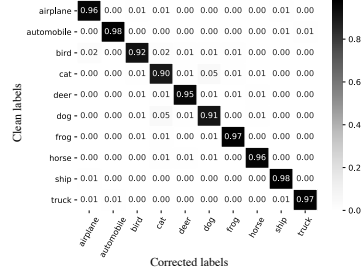 airplane 0.96 0.00 0.01 0.01 0.00 0.00 0.00 0.00 0.01 0.00
automobile 0.00 0.98 0.00 0.00 0.00 0.00 0.00 0.00 0.01 0.01
bird 0.02 0.00 0.92 0.02 0.01 0.01 0.01 0.01 0.00 0.00
cat 0.00 0.00 0.01 0.90 0.01 0.05 0.01 0.01 0.00 0.00
deer 0.00 0.00 0.01 0.01 0.95 0.01 0.01 0.01 0.00 0.00
dog 0.00 0.00 0.01 0.05 0.01 0.91 0.00 0.01 0.00 0.00
frog 0.00 0.00 0.01 0.01 0.00 0.00 0.97 0.00 0.00 0.00
horse 0.00 0.00 0.00 0.01 0.01 0.01 0.00 0.96 0.00 0.00
ship 0.01 0.00 0.00 0.00 0.00 0.00 0.00 0.00 0.98 0.00
truck 0.01 0.01 0.00 0.00 0.00 0.00 0.00 0.00 0.01 0.97
airplane automobile bird cat deer dog frog horse ship truck
Clean labels
Corrected labels
0.8
0.6
0.4
0.2
0.0